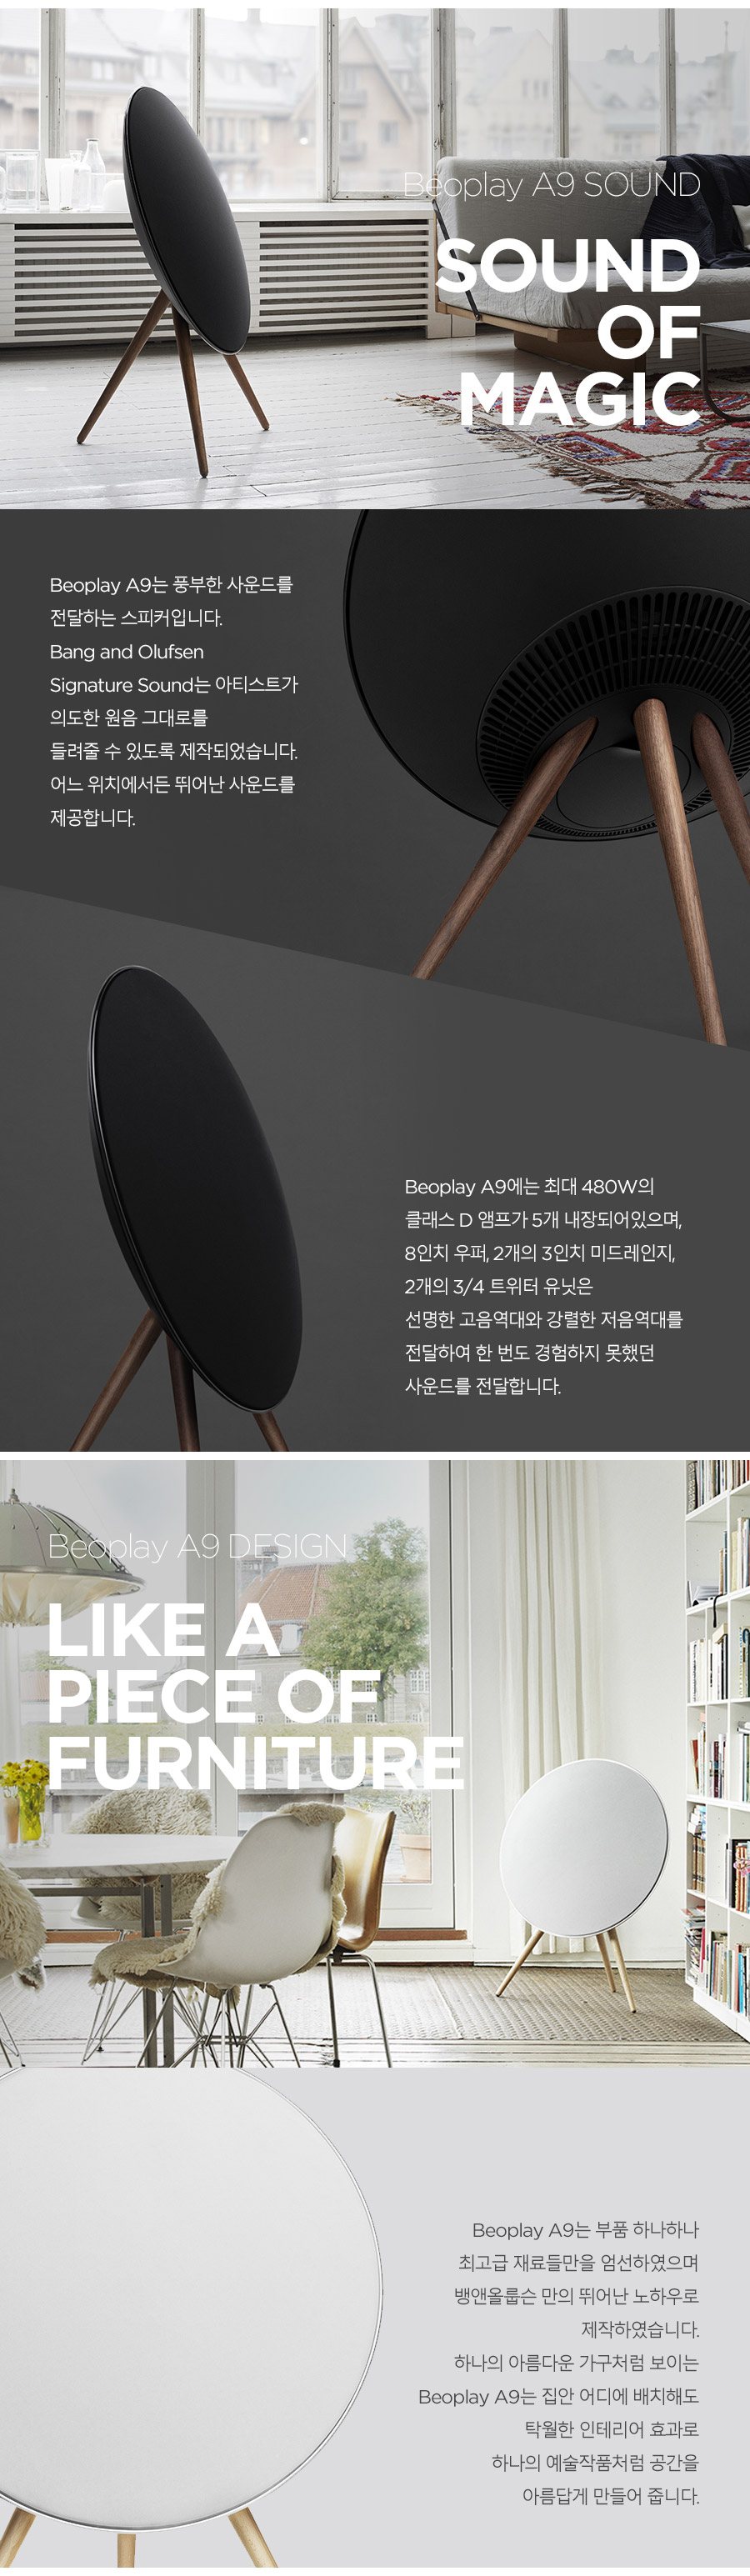 Beoplay A9 SOUND
SOUND
OF
MAGIC
Beoplay A9는 풍부한 사운드를
전달하는 스피커입니다.
Bang and Olufsen
Signature Sound는 아티스트가
의도한 원음 그대로를
들려줄 수 있도록 제작되었습니다.
어느 위치에서든 뛰어난 사운드를
제공합니다.
Beoplay A9에는 최대 480W의
클래스 D 앰프가 5개 내장되어있으며,
8인치 우퍼, 2개의 3인치 미드레인지,
2개의 3/4 트위터 유닛은
선명한 고음역대와 강렬한 저음역대를
전달하여 한 번도 경험하지 못했던
사운드를 전달합니다.
Beoplay A9 DESIGN
LIKE A
PIECE OF
FURNITURE
Beoplay A9는 부품 하나하나
최고급 재료들만을 엄선하였으며
뱅앤올룹슨 만의 뛰어난 노하우로
제작하였습니다.
하나의 아름다운 가구처럼 보이는
Beoplay A9는 집안 어디에 배치해도
탁월한 인테리어 효과로
하나의 예술작품처럼 공간을
아름답게 만들어 줍니다.